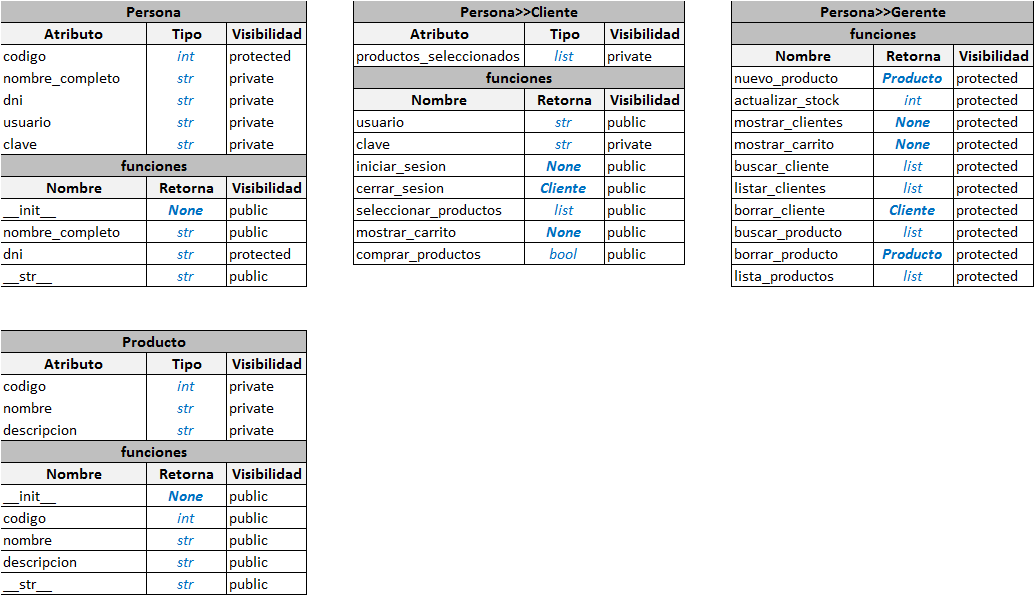 Persona
Atributo Tipo Visibilidad
codigo int protected
nombre_completo str private
dni str private
usuario str private
clave str private
funciones
Nombre Retorna Visibilidad
__init__ None public
nombre_completo str public
dni str protected
__str__ str public
Persona>>Cliente
Atributo Tipo Visibilidad
productos_seleccionados list private
funciones
Nombre Retorna Visibilidad
usuario str public
clave str private
iniciar_sesion None public
cerrar_sesion Cliente public
seleccionar_productos list public
mostrar_carrito None public
comprar_productos bool public
Persona>>Gerente
funciones
Nombre Retorna Visibilidad
nuevo_producto Producto protected
actualizar_stock int protected
mostrar_clientes None protected
mostrar_carrito None protected
buscar_cliente list protected
listar_clientes list protected
borrar_cliente Cliente protected
buscar_producto list protected
borrar_producto Producto protected
lista_productos list protected
Producto
Atributo Tipo Visibilidad
codigo int private
nombre str private
descripcion str private
funciones
Nombre Retorna Visibilidad
__init__ None public
codigo int public
nombre str public
descripcion str public
__str__ str public